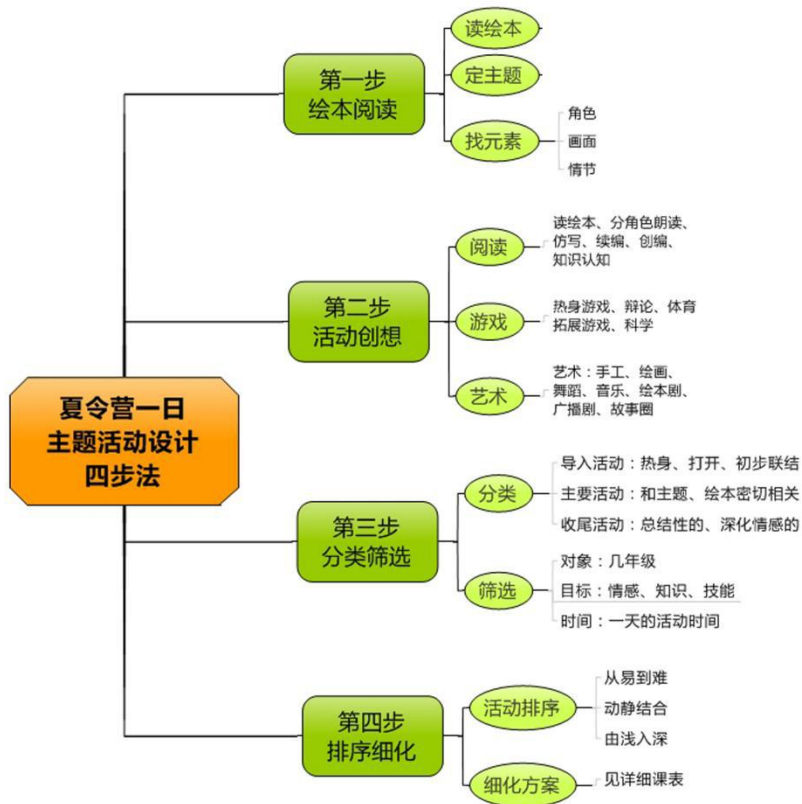 夏令营一日
主题活动设计
四步法
第一步
绘本阅读
读绘本
定主题
找元素
角色
画面
情节
第二步
活动创想
阅读
读绘本、分角色朗读、
仿写、续编、创编、
知识认知
游戏
热身游戏、辩论、体育
拓展游戏、科学
艺术
艺术：手工、绘画、
舞蹈、音乐、绘本剧、
广播剧、故事圈
第三步
分类筛选
分类
导入活动：热身、打开、初步联结
主要活动：和主题、绘本密切相关
收尾活动：总结性的、深化情感的
筛选
对象：几年级
目标：情感、知识、技能
时间：一天的活动时间
第四步
排序细化
活动排序
从易到难
动静结合
由浅入深
细化方案
见详细课表